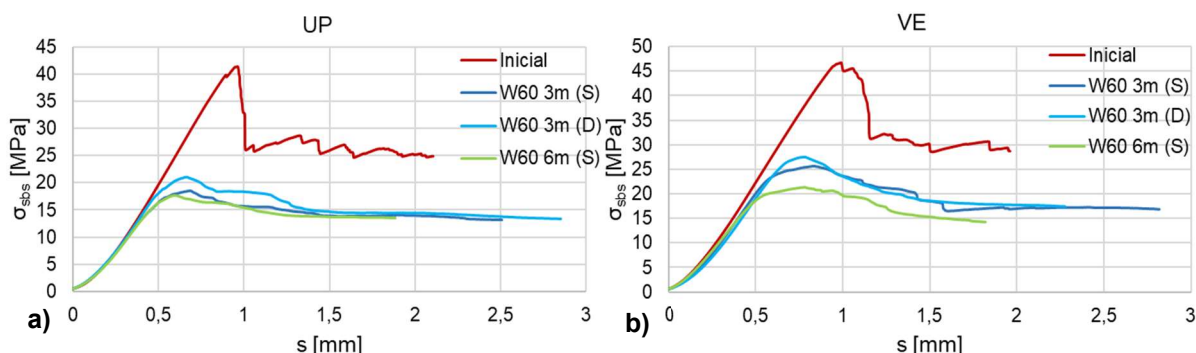 UP
45
40
35
30
25
20
15
10
5
0
σsbs [MPa]
0 0,5 1 1,5 2 2,5 3
s [mm]
Inicial
W60 3m (S)
W60 3m (D)
W60 6m (S)
a)
VE
50
45
40
35
30
25
20
15
10
5
0
σsbs [MPa]
0 0,5 1 1,5 2 2,5 3
s [mm]
Inicial
W60 3m (S)
W60 3m (D)
W60 6m (S)
b)